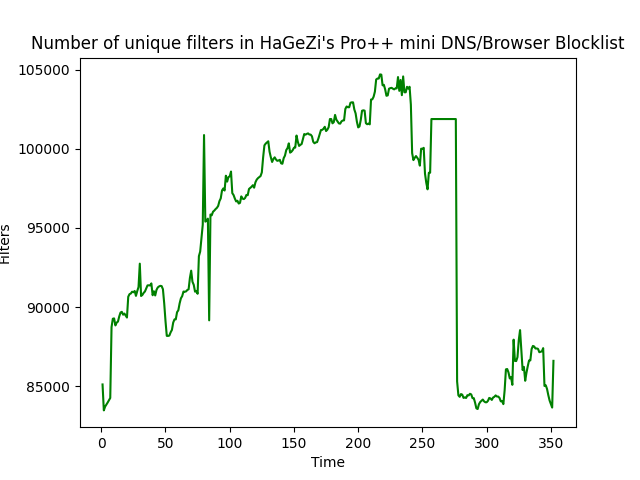 Number of unique filters in HaGeZi's Pro++ mini DNS/Browser Blocklist
105000
100000
95000
90000
85000
Filters
0 50 100 150 200 250 300 350
Time